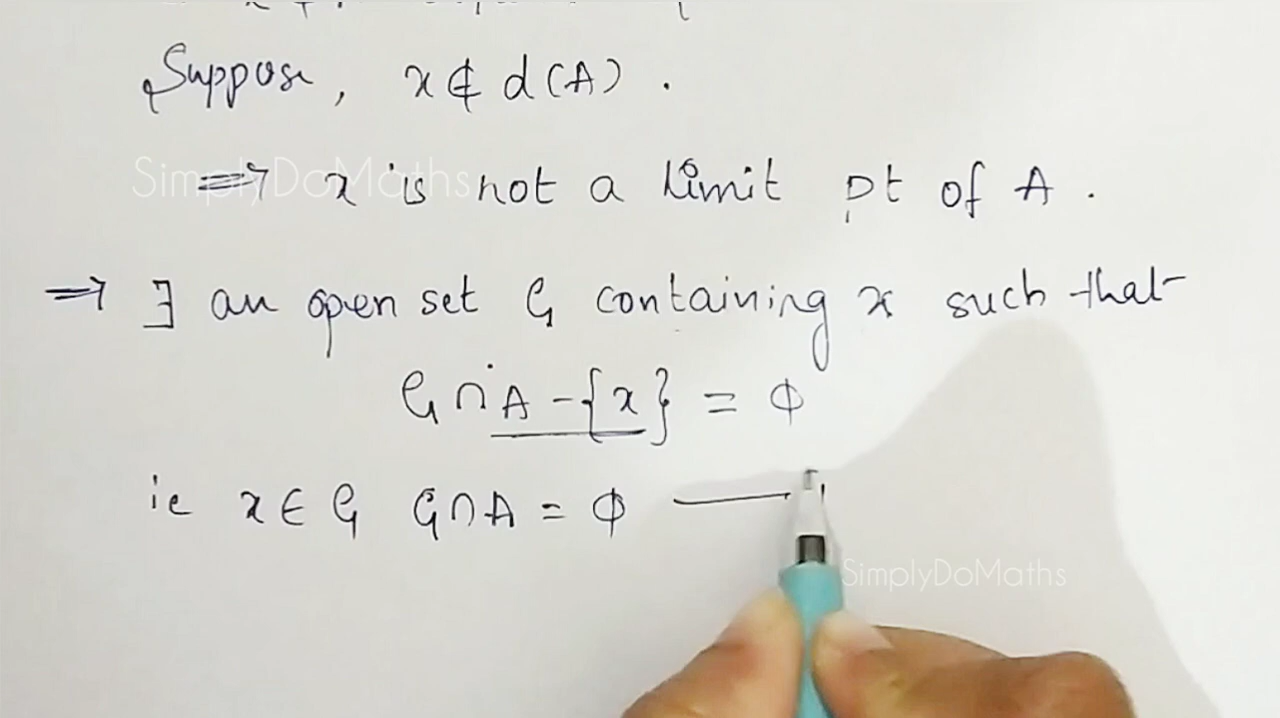 Suppose, x ∉ d(A).
SimplyDoMaths
⇒ x is not a limit pt of A.
⇒ ∃ an open set G containing x such that
G ∩ A - {x} = ϕ
ie x ∈ G G ∩ A = ϕ —
SimplyDoMaths